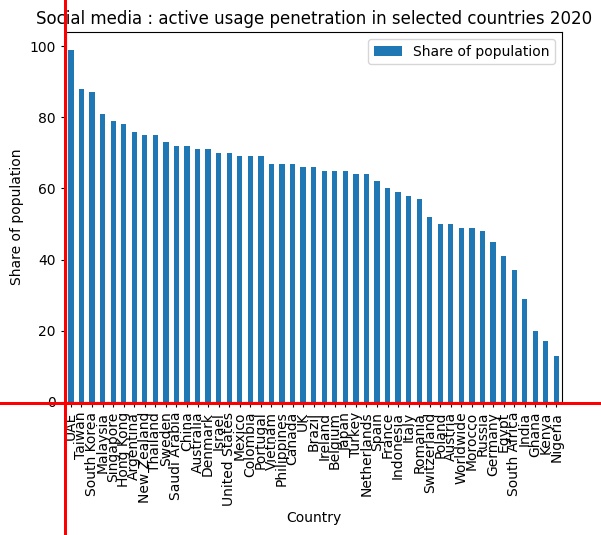 Social media : active usage penetration in selected countries 2020
Share of population
Share of population
100
80
60
40
20
0
UAE
Taiwan
South Korea
Malaysia
Singapore
Hong Kong
Argentina
New Zealand
Thailand
Sweden
Saudi Arabia
China
Australia
Denmark
Israel
United States
Mexico
Colombia
Portugal
Vietnam
Philippines
Canada
UK
Brazil
Ireland
Belgium
Japan
Turkey
Netherlands
Spain
France
Indonesia
Italy
Romania
Switzerland
Poland
Austria
Worldwide
Morocco
Russia
Germany
Egypt
South Africa
India
Ghana
Kenya
Nigeria
Country